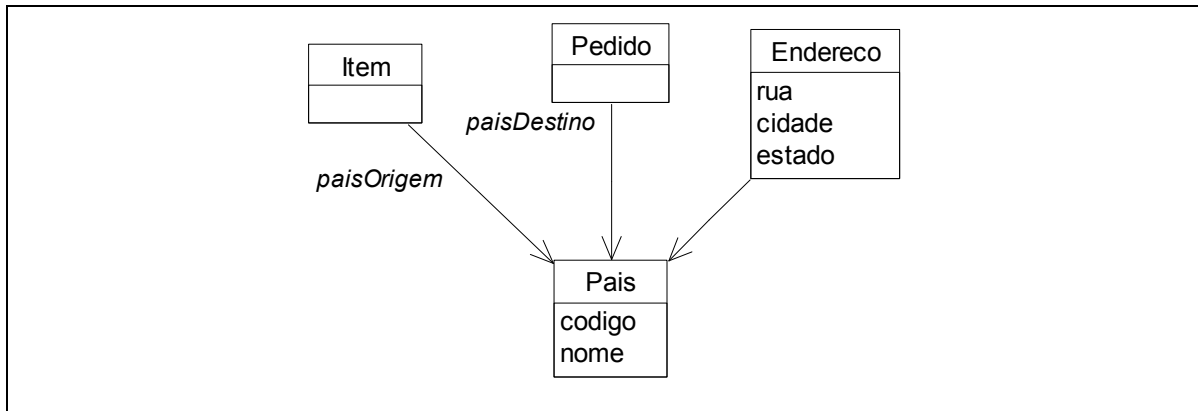 Item
Pedido
Endereco
rua
cidade
estado
paisDestino
paisOrigem
Pais
codigo
nome